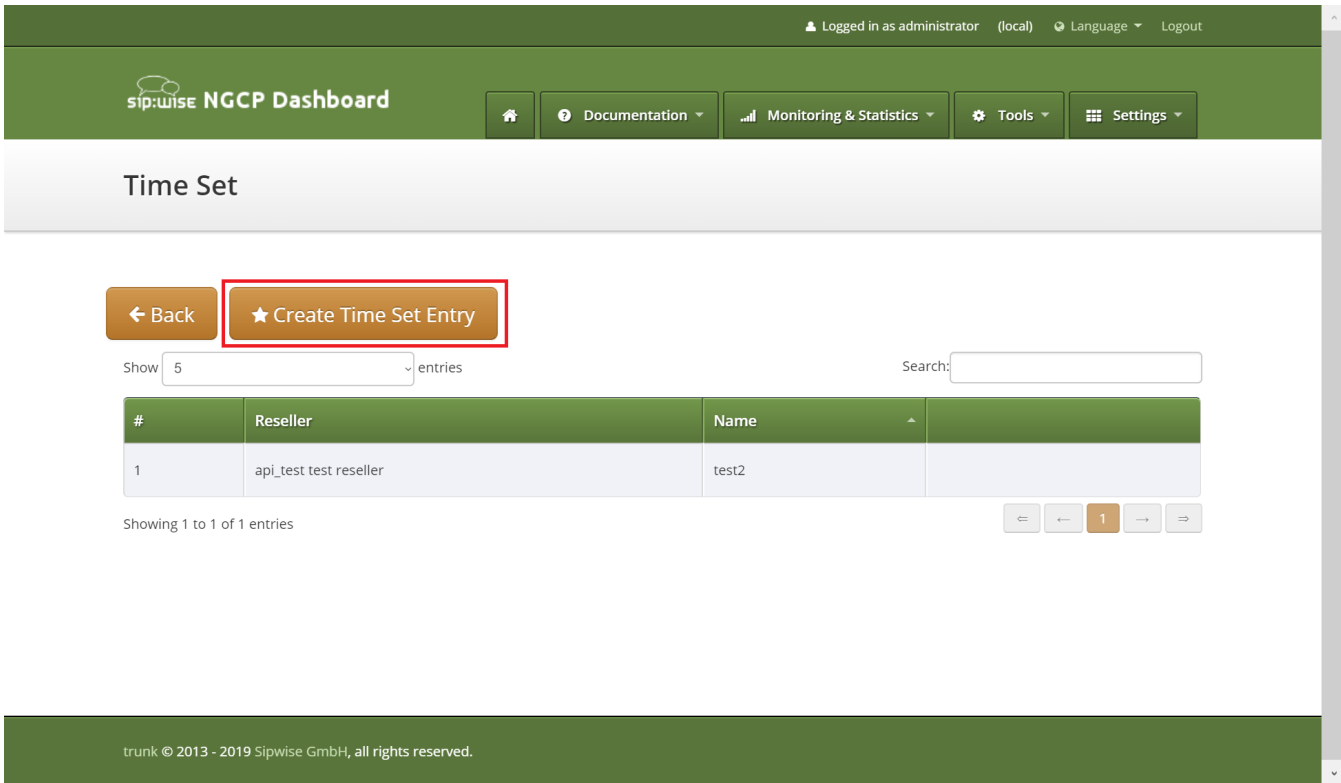 Logged in as administrator (local) Language Logout
sip:wise NGCP Dashboard
Documentation Monitoring & Statistics Tools Settings
Time Set
Back Create Time Set Entry
Show 5 entries Search:
# Reseller Name
1 api_test test reseller test2
Showing 1 to 1 of 1 entries ⇐ ← 1 → ⇒
trunk © 2013 - 2019 Sipwise GmbH, all rights reserved.